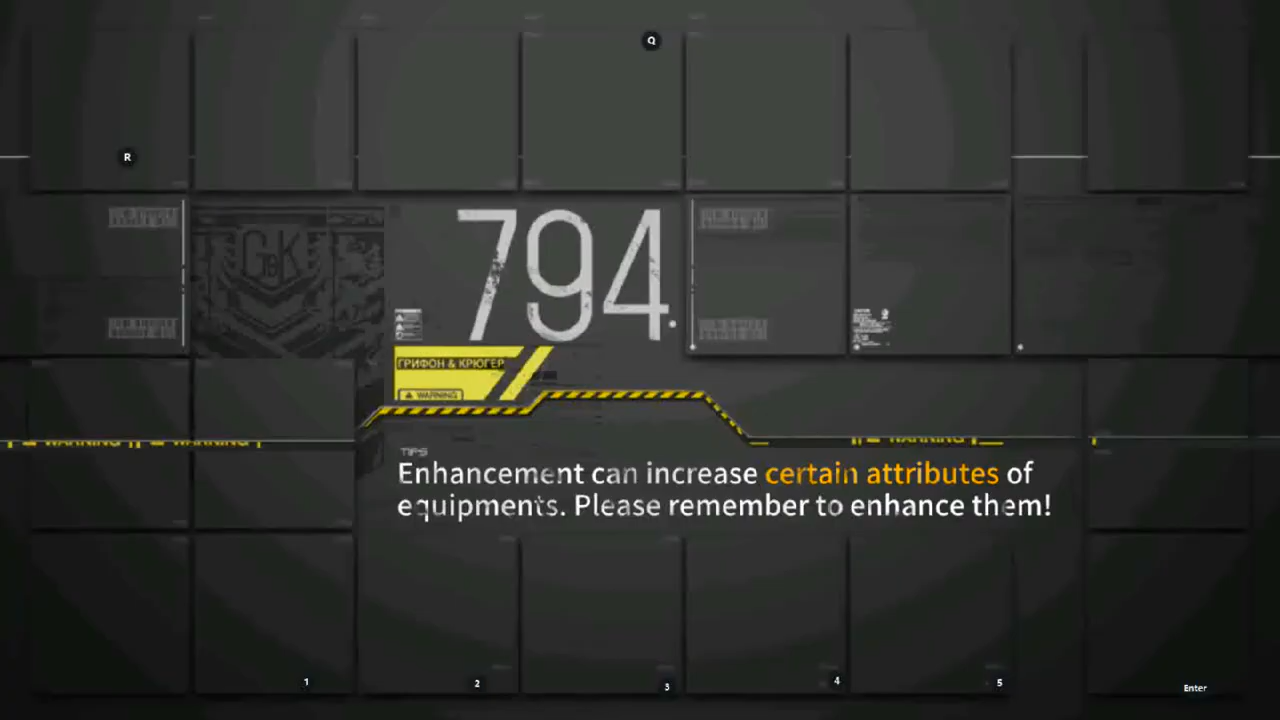 Q
R
G&K
794.
ГРИФОН & КРЮГЕР
WARNING
WARNING
WARNING
WARNING
TIPS
Enhancement can increase certain attributes of
equipments. Please remember to enhance them!
1
2
3
4
5
Enter